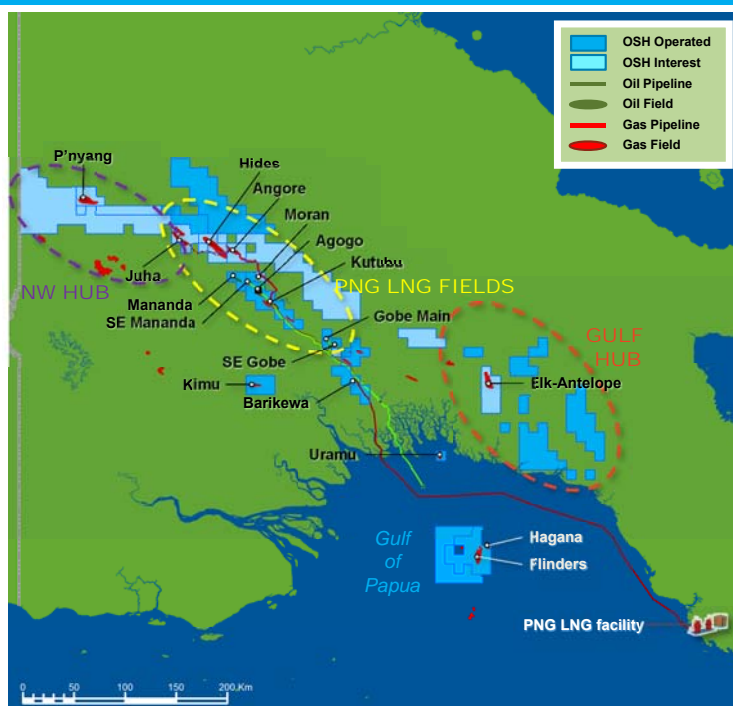 OSH Operated
OSH Interest
Oil Pipeline
Oil Field
Gas Pipeline
Gas Field
P'nyang
Hides
Angore
Moran
Agogo
Kutubu
Juha
NW HUB
PNG LNG FIELDS
Mananda
SE Mananda
Gobe Main
GULF
HUB
SE Gobe
Kimu
Barikewa
Elk-Antelope
Uramu
Gulf
of
Papua
Hagana
Flinders
PNG LNG facility
0 50 100 150 200 Km